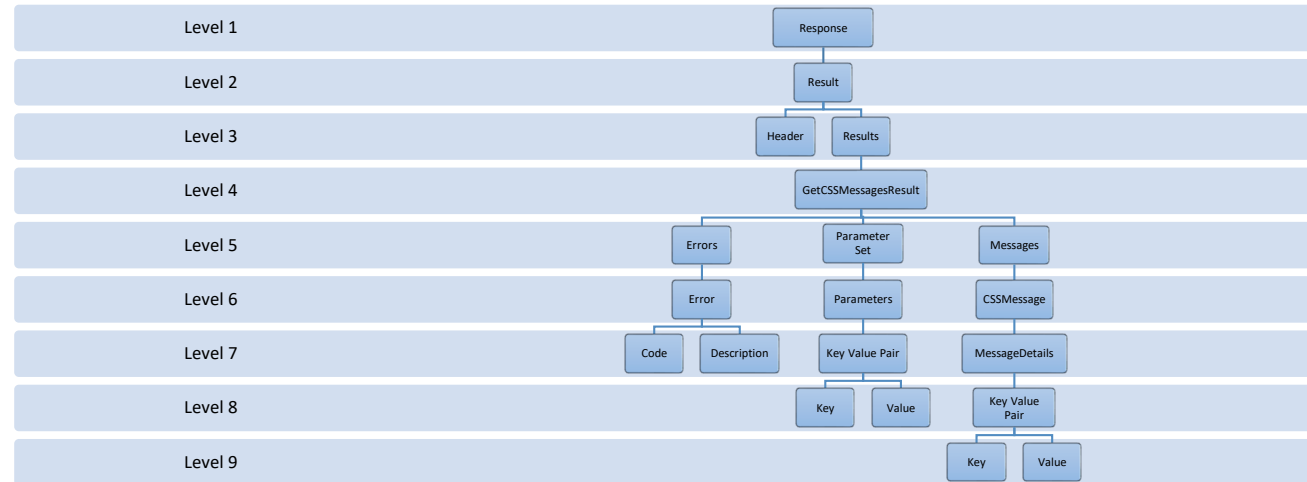 Level 1
Response
Level 2
Result
Level 3
Header
Results
Level 4
GetCSSMessagesResult
Level 5
Errors
Parameter
Set
Messages
Level 6
Error
Parameters
CSSMessage
Level 7
Code
Description
Key Value Pair
MessageDetails
Level 8
Key
Value
Key Value
Pair
Level 9
Key
Value